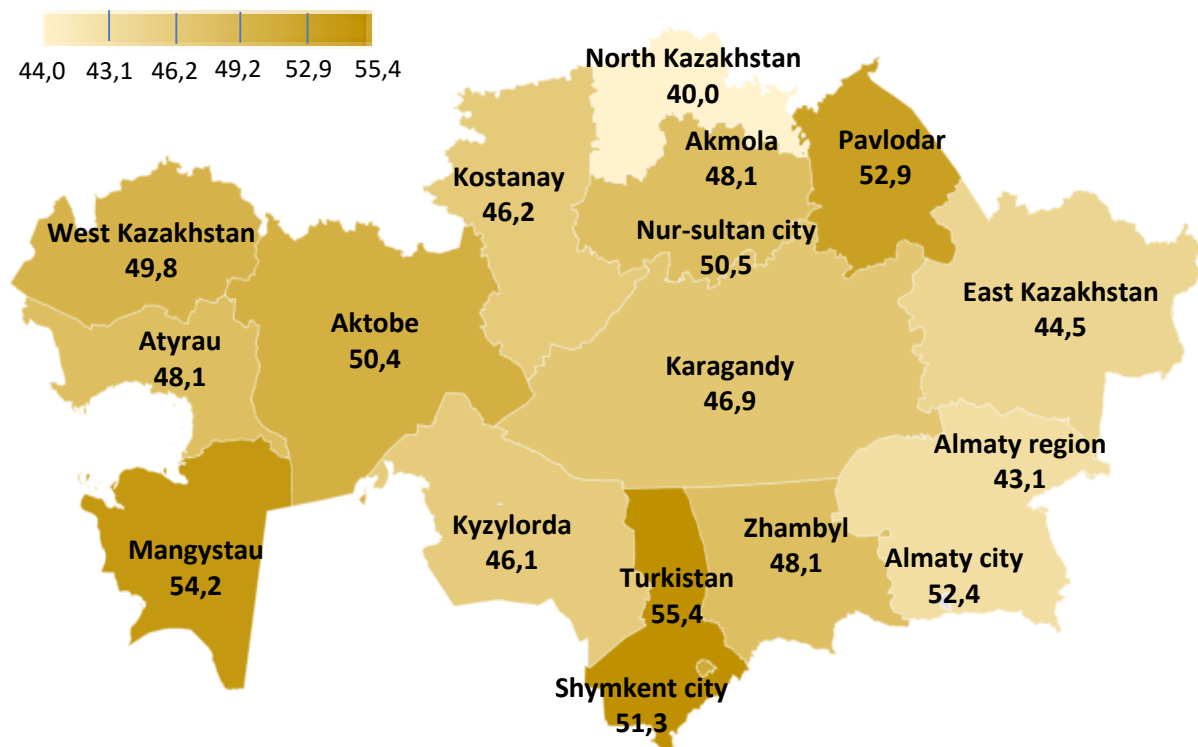 44,0 43,1 46,2 49,2 52,9 55,4
North Kazakhstan
40,0
Akmola
48,1
Pavlodar
52,9
Kostanay
46,2
West Kazakhstan
49,8
Nur-sultan city
50,5
East Kazakhstan
44,5
Aktobe
50,4
Atyrau
48,1
Karagandy
46,9
Almaty region
43,1
Kyzylorda
46,1
Zhambyl
48,1
Mangystau
54,2
Almaty city
52,4
Turkistan
55,4
Shymkent city
51,3